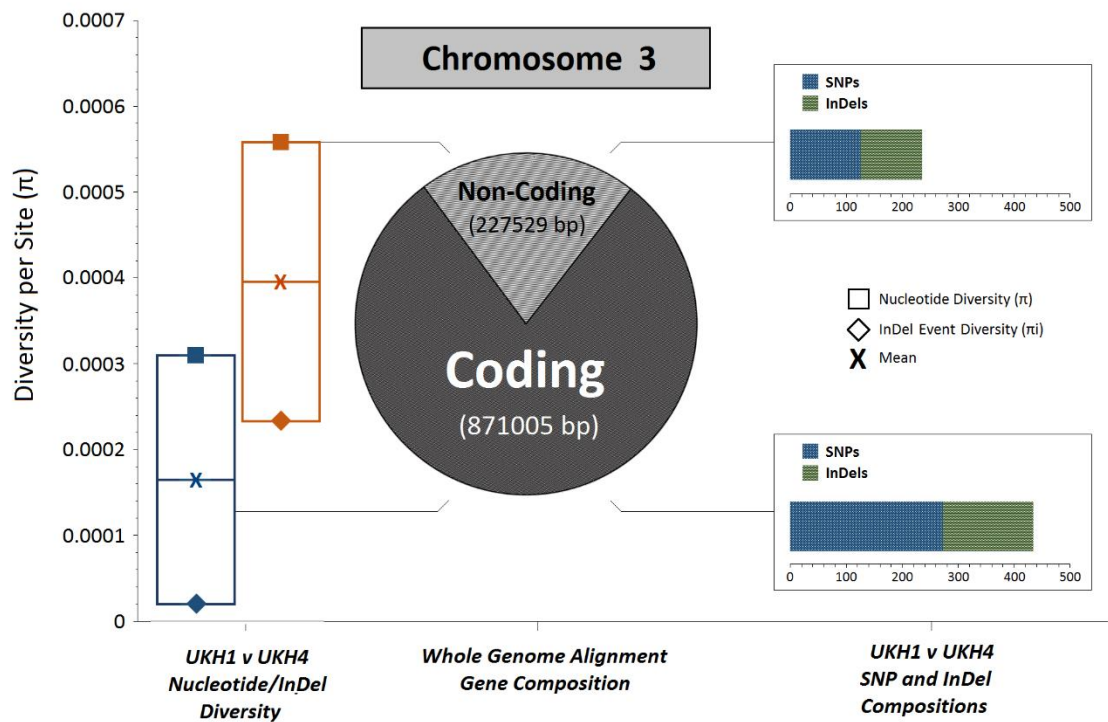 Chromosome 3
Diversity per Site (π)
0.0007
0.0006
0.0005
0.0004
0.0003
0.0002
0.0001
0
X
X
Non-Coding
(227529 bp)
Coding
(871005 bp)
SNPs
InDels
0 100 200 300 400 500
Nucleotide Diversity (π)
InDel Event Diversity (πi)
X Mean
SNPs
InDels
0 100 200 300 400 500
UKH1 v UKH4
Nucleotide/InDel
Diversity
Whole Genome Alignment
Gene Composition
UKH1 v UKH4
SNP and InDel
Compositions